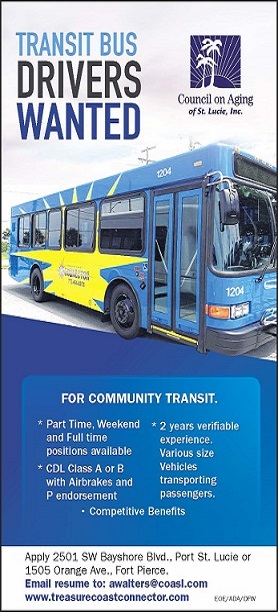 TRANSIT BUS
DRIVERS
WANTED
Council on Aging
of St. Lucie, Inc.
1204
1204
FOR COMMUNITY TRANSIT.
* Part Time, Weekend
and Full time
positions available
* CDL Class A or B
with Airbrakes and
P endorsement
* 2 years verifiable
experience.
Various size
Vehicles
transporting
passengers.
• Competitive Benefits
Apply 2501 SW Bayshore Blvd., Port St. Lucie or
1505 Orange Ave., Fort Pierce.
Email resume to: awalters@coasl.com
www.treasurecoastconnector.com
EOE/ADA/DFW